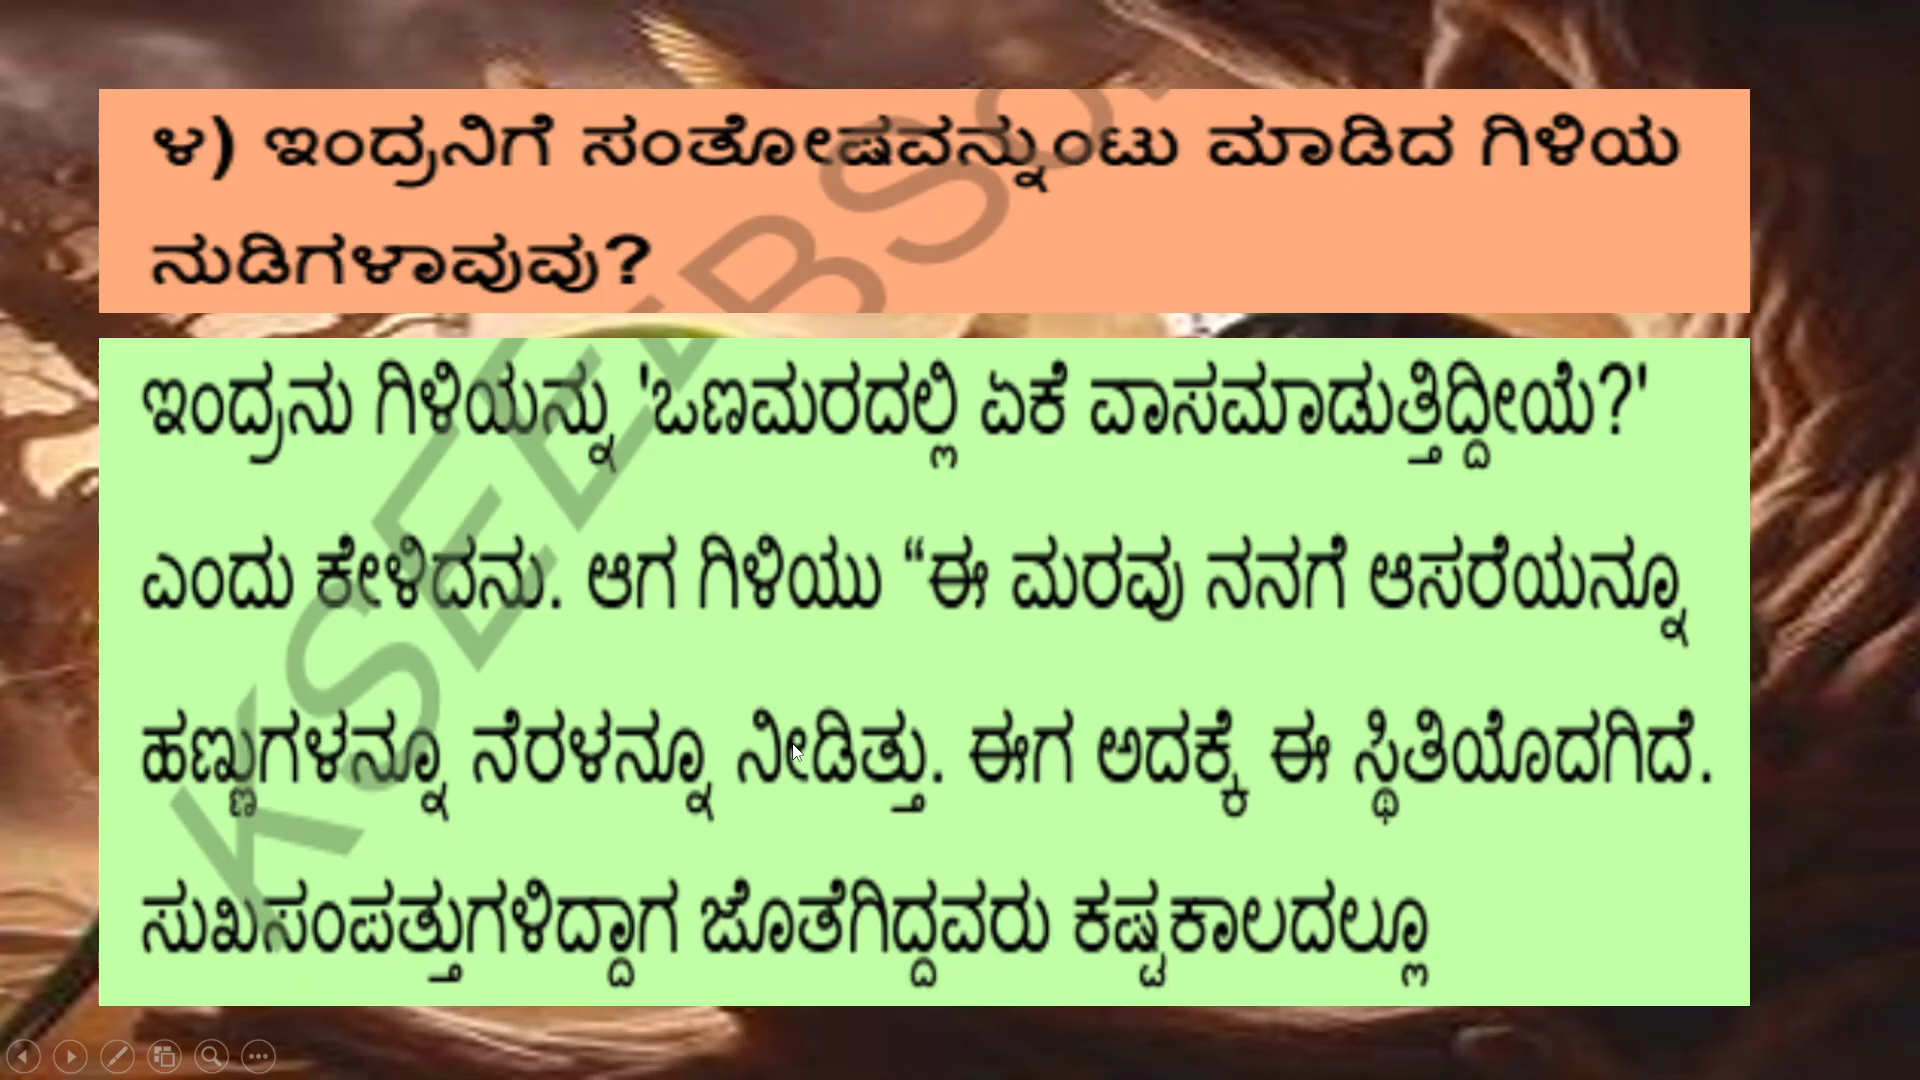 ೪) ಇಂದ್ರನಿಗೆ ಸಂತೋಷವನ್ನುಂಟು ಮಾಡಿದ ಗಿಳಿಯ
ನುಡಿಗಳಾವುವು?
ಇಂದ್ರನು ಗಿಳಿಯನ್ನು 'ಒಣಮರದಲ್ಲಿ ಏಕೆ ವಾಸಮಾಡುತ್ತಿದ್ದೀಯೆ?'
ಎಂದು ಕೇಳಿದನು. ಆಗ ಗಿಳಿಯು “ಈ ಮರವು ನನಗೆ ಆಸರೆಯನ್ನೂ
ಹಣ್ಣುಗಳನ್ನೂ ನೆರಳನ್ನೂ ನೀಡಿತ್ತು. ಈಗ ಅದಕ್ಕೆ ಈ ಸ್ಥಿತಿಯೊದಗಿದೆ.
ಸುಖಸಂಪತ್ತುಗಳಿದ್ದಾಗ ಜೊತೆಗಿದ್ದವರು ಕಷ್ಟಕಾಲದಲ್ಲೂ